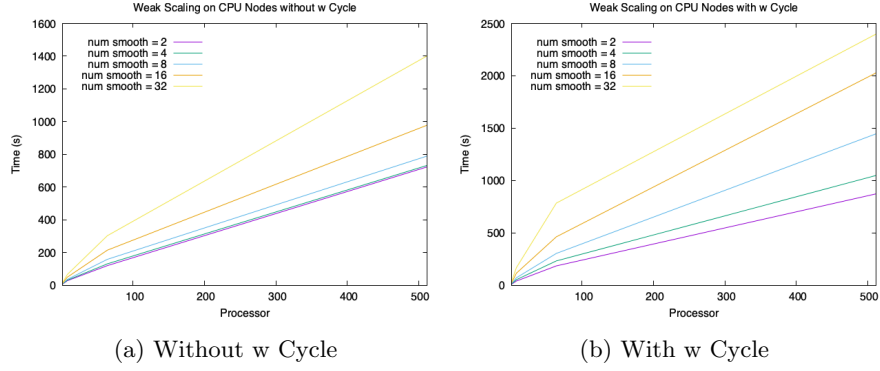 Weak Scaling on CPU Nodes without w Cycle
1600
1400
1200
1000
800
600
400
200
0
0
100
200
300
400
500
Time (s)
Processor
num smooth = 2
num smooth = 4
num smooth = 8
num smooth = 16
num smooth = 32
(a) Without w Cycle
Weak Scaling on CPU Nodes with w Cycle
2500
2000
1500
1000
500
0
100
200
300
400
500
Time (s)
Processor
num smooth = 2
num smooth = 4
num smooth = 8
num smooth = 16
num smooth = 32
(b) With w Cycle